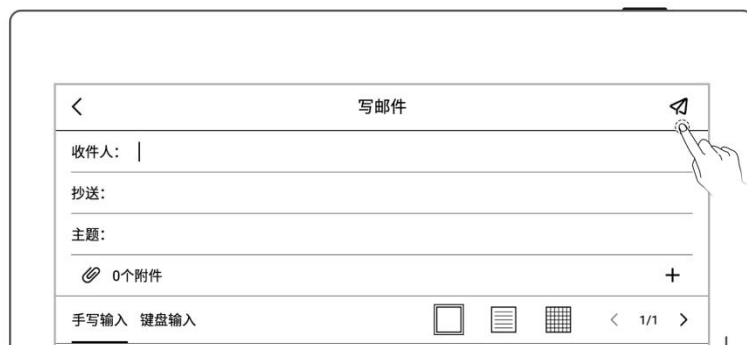 写邮件
收件人：
抄送：
主题：
0个附件
手写输入 键盘输入 1/1